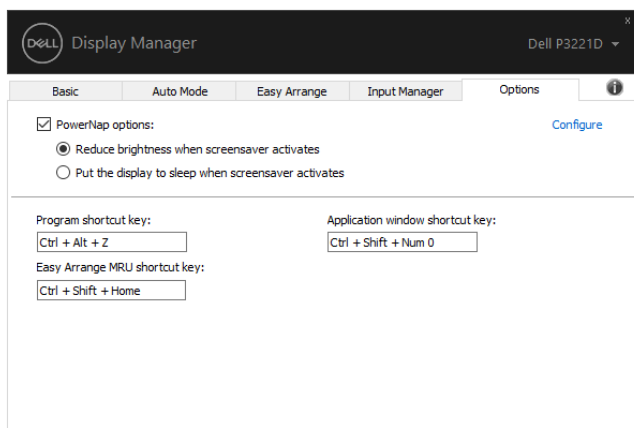 x
DELL Display Manager Dell P3221D
Basic Auto Mode Easy Arrange Input Manager Options i
PowerNap options: Configure
Reduce brightness when screensaver activates
Put the display to sleep when screensaver activates
Program shortcut key: Application window shortcut key:
Ctrl + Alt + Z Ctrl + Shift + Num 0
Easy Arrange MRU shortcut key:
Ctrl + Shift + Home